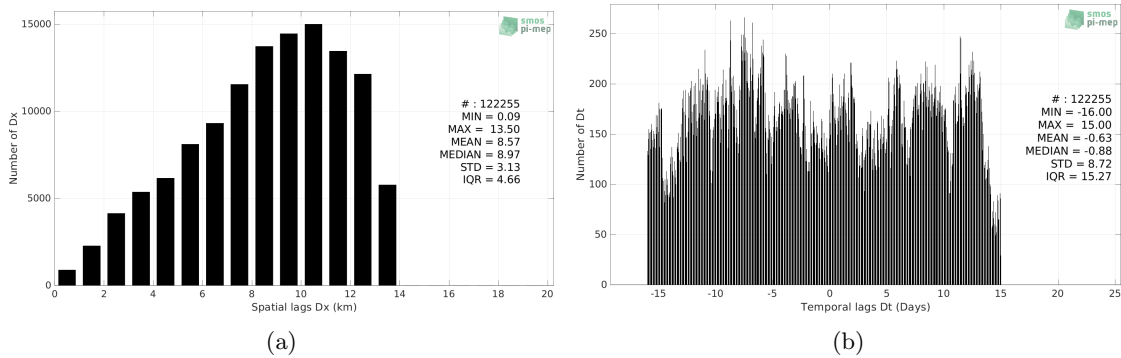 15000
10000
5000
0
Number of Dx
0 2 4 6 8 10 12 14 16 18 20
Spatial lags Dx (km)
smos
pi-mep
# : 122255
MIN = 0.09
MAX = 13.50
MEAN = 8.57
MEDIAN = 8.97
STD = 3.13
IQR = 4.66
(a)
250
200
150
100
50
0
Number of Dt
-15 -10 -5 0 5 10 15 20 25
Temporal lags Dt (Days)
smos
pi-mep
# : 122255
MIN = -16.00
MAX = 15.00
MEAN = -0.63
MEDIAN = -0.88
STD = 8.72
IQR = 15.27
(b)